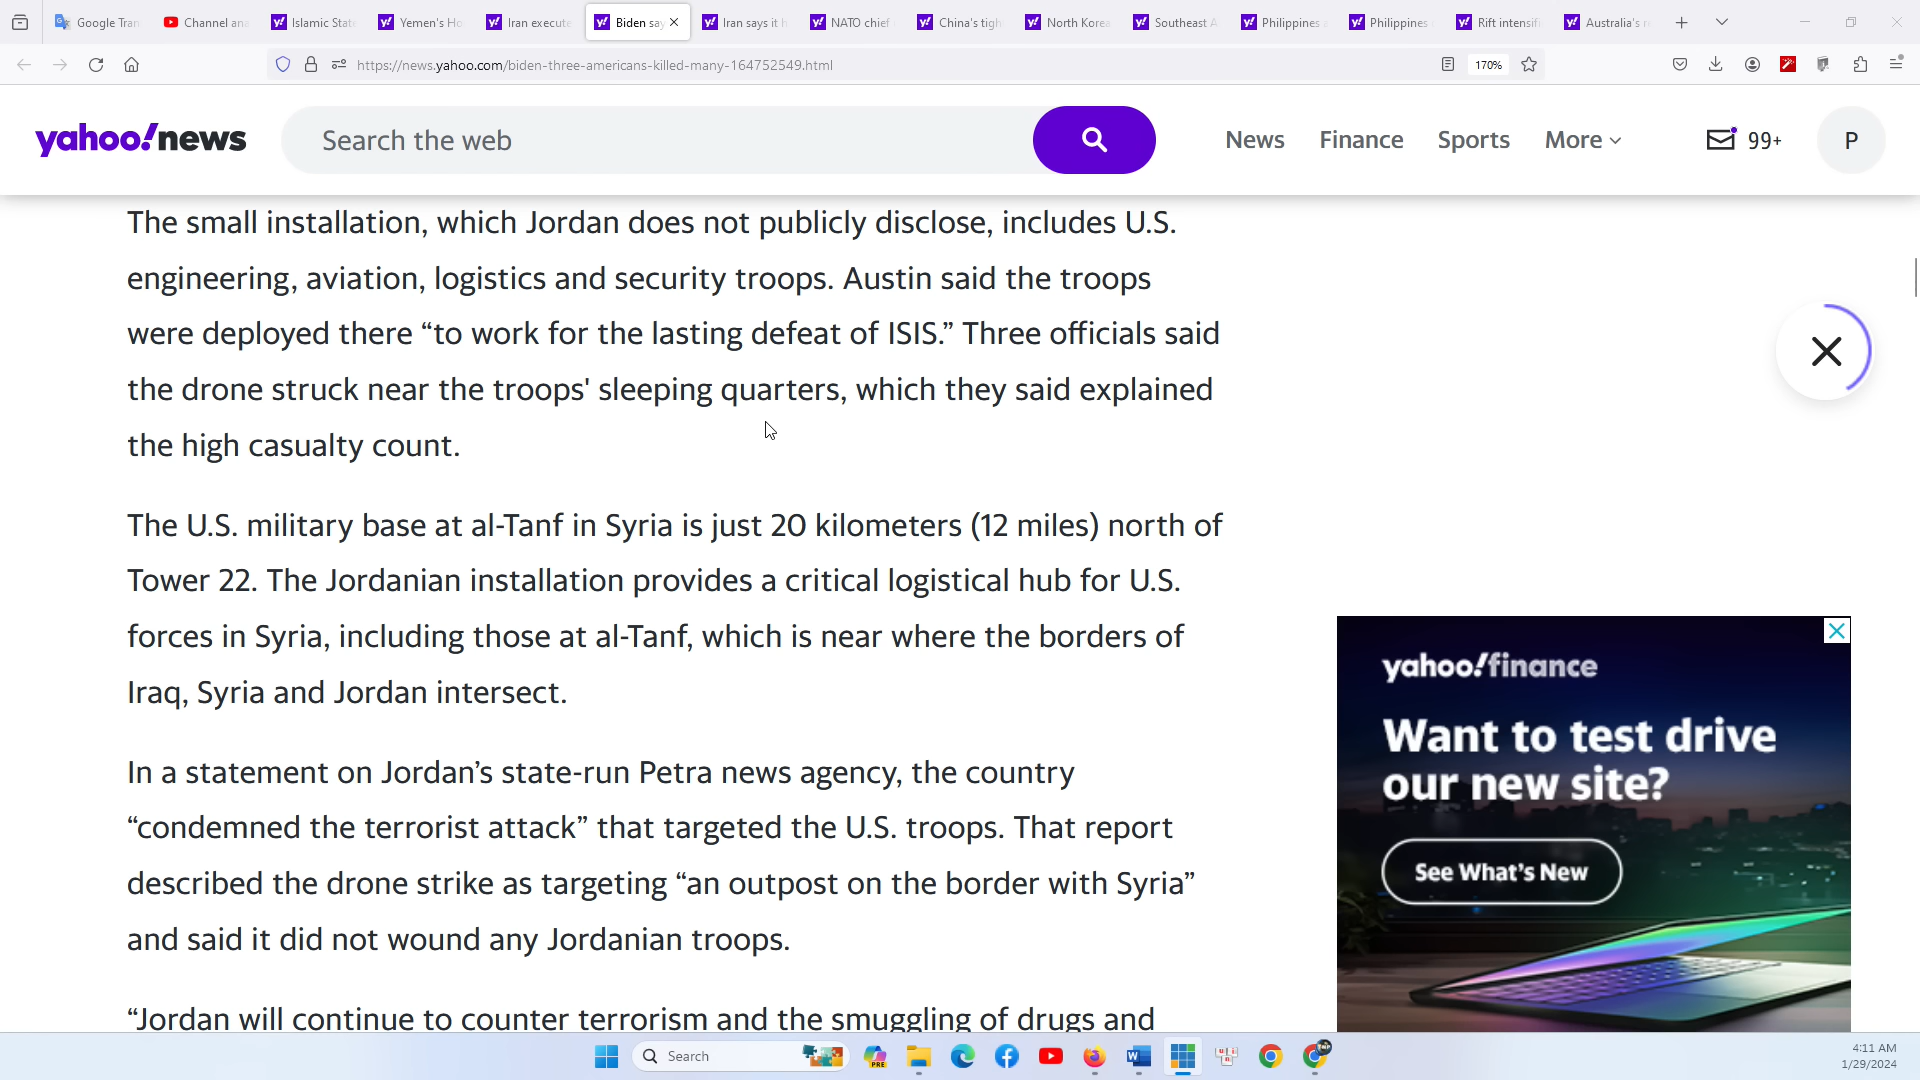 Google Tran
Channel ana
Islamic State
Yemen's Ho
Iran execute
Biden say
Iran says it h
NATO chief
China's tigh
North Korea
Southeast A
Philippines a
Philippines
Rift intensifi
Australia's r
https://news.yahoo.com/biden-three-americans-killed-many-164752549.html
170%
yahoo!news
Search the web
News
Finance
Sports
More
99+
P
The small installation, which Jordan does not publicly disclose, includes U.S.
engineering, aviation, logistics and security troops. Austin said the troops
were deployed there “to work for the lasting defeat of ISIS.” Three officials said
the drone struck near the troops' sleeping quarters, which they said explained
the high casualty count.
The U.S. military base at al-Tanf in Syria is just 20 kilometers (12 miles) north of
Tower 22. The Jordanian installation provides a critical logistical hub for U.S.
forces in Syria, including those at al-Tanf, which is near where the borders of
Iraq, Syria and Jordan intersect.
In a statement on Jordan’s state-run Petra news agency, the country
“condemned the terrorist attack” that targeted the U.S. troops. That report
described the drone strike as targeting “an outpost on the border with Syria”
and said it did not wound any Jordanian troops.
“Jordan will continue to counter terrorism and the smuggling of drugs and
yahoo!finance
Want to test drive
our new site?
See What's New
Search
PRE
4:11 AM
1/29/2024